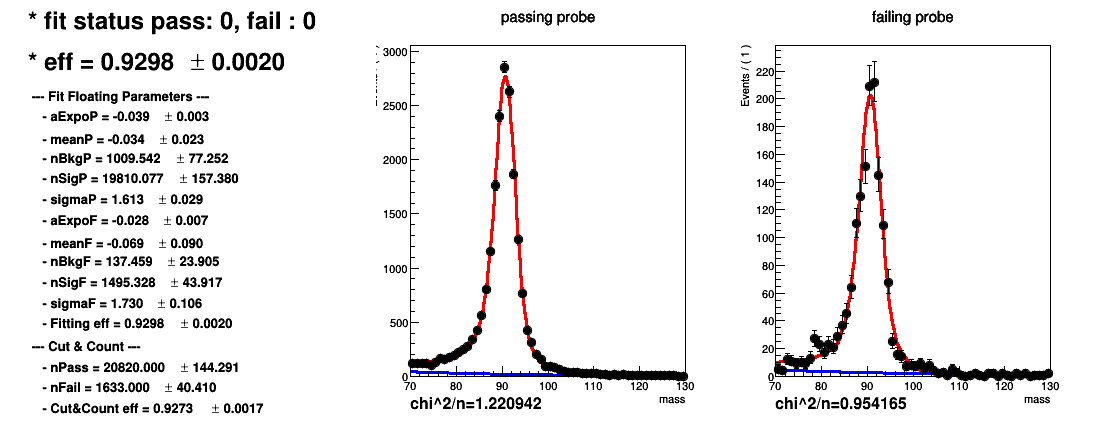 * fit status pass: 0, fail : 0
* eff = 0.9298 ± 0.0020
--- Fit Floating Parameters ---
- aExpoP = -0.039 ± 0.003
- meanP = -0.034 ± 0.023
- nBkgP = 1009.542 ± 77.252
- nSigP = 19810.077 ± 157.380
- sigmaP = 1.613 ± 0.029
- aExpoF = -0.028 ± 0.007
- meanF = -0.069 ± 0.090
- nBkgF = 137.459 ± 23.905
- nSigF = 1495.328 ± 43.917
- sigmaF = 1.730 ± 0.106
- Fitting eff = 0.9298 ± 0.0020
--- Cut & Count ---
- nPass = 20820.000 ± 144.291
- nFail = 1633.000 ± 40.410
- Cut&Count eff = 0.9273 ± 0.0017
passing probe
3000
2500
2000
1500
1000
500
0
70 80 90 100 110 120 130
mass
chi^2/n=1.220942
failing probe
Events / ( 1 )
220
200
180
160
140
120
100
80
60
40
20
0
70 80 90 100 110 120 130
mass
chi^2/n=0.954165